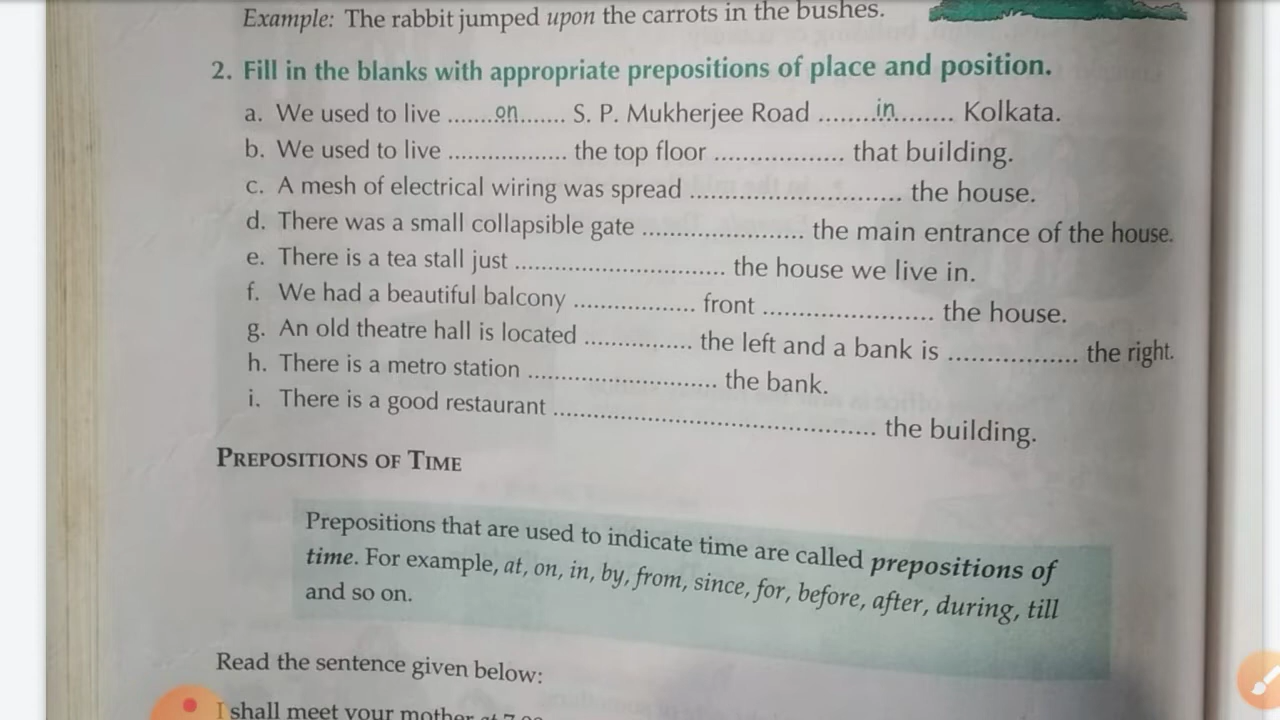 Example: The rabbit jumped upon the carrots in the bushes.
2. Fill in the blanks with appropriate prepositions of place and position.
a. We used to live ........on....... S. P. Mukherjee Road ........in......... Kolkata.
b. We used to live .................. the top floor .................... that building.
c. A mesh of electrical wiring was spread ................................. the house.
d. There was a small collapsible gate ......................... the main entrance of the house.
e. There is a tea stall just ................................. the house we live in.
f. We had a beautiful balcony ................... front .......................... the house.
g. An old theatre hall is located ................. the left and a bank is .................... the right.
h. There is a metro station ............................. the bank.
i. There is a good restaurant .................................................. the building.
PREPOSITIONS OF TIME
Prepositions that are used to indicate time are called prepositions of
time. For example, at, on, in, by, from, since, for, before, after, during, till
and so on.
Read the sentence given below:
I shall meet your mother at